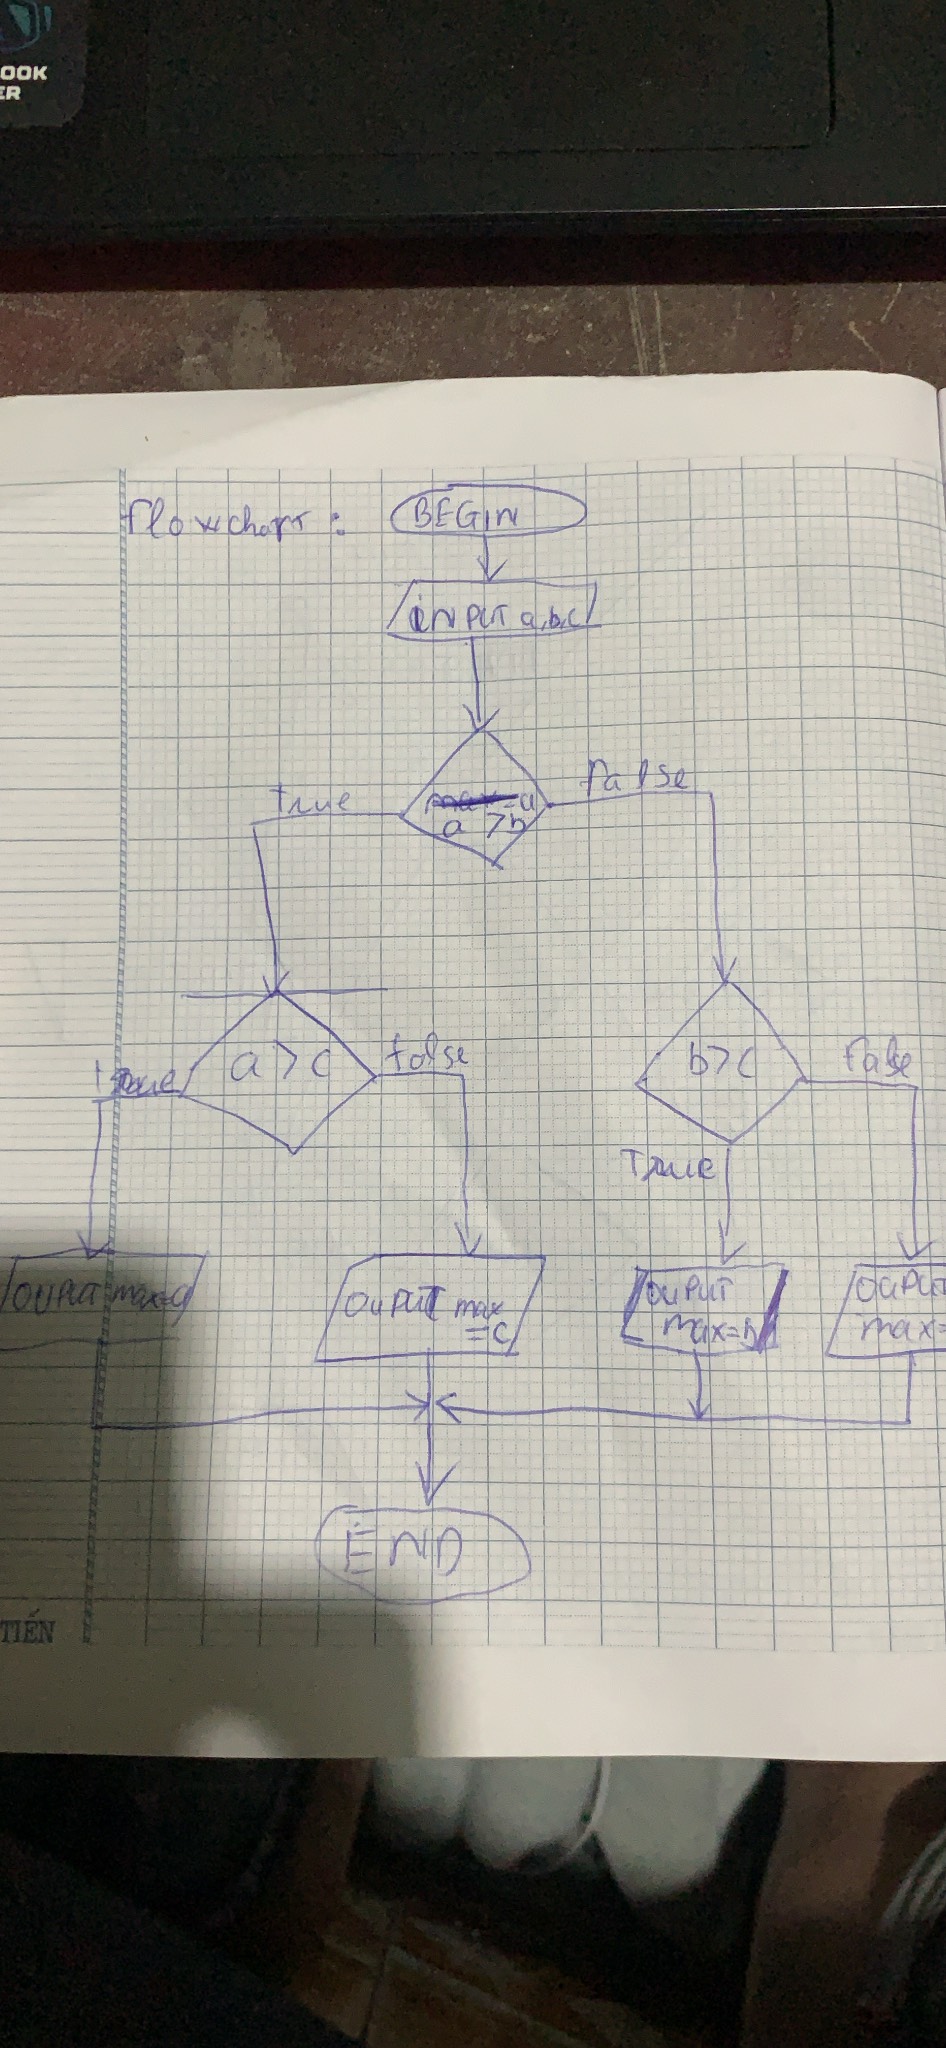 OOK
ER
flowchart: BEGIN
INPUT a,b,c
true
false
a >b
a>c
false
true
b>c
False
True
OUPUT max=a
OUPUT max
=c
OUPUT
max=b
OUPUT
max=
END
TIẾN